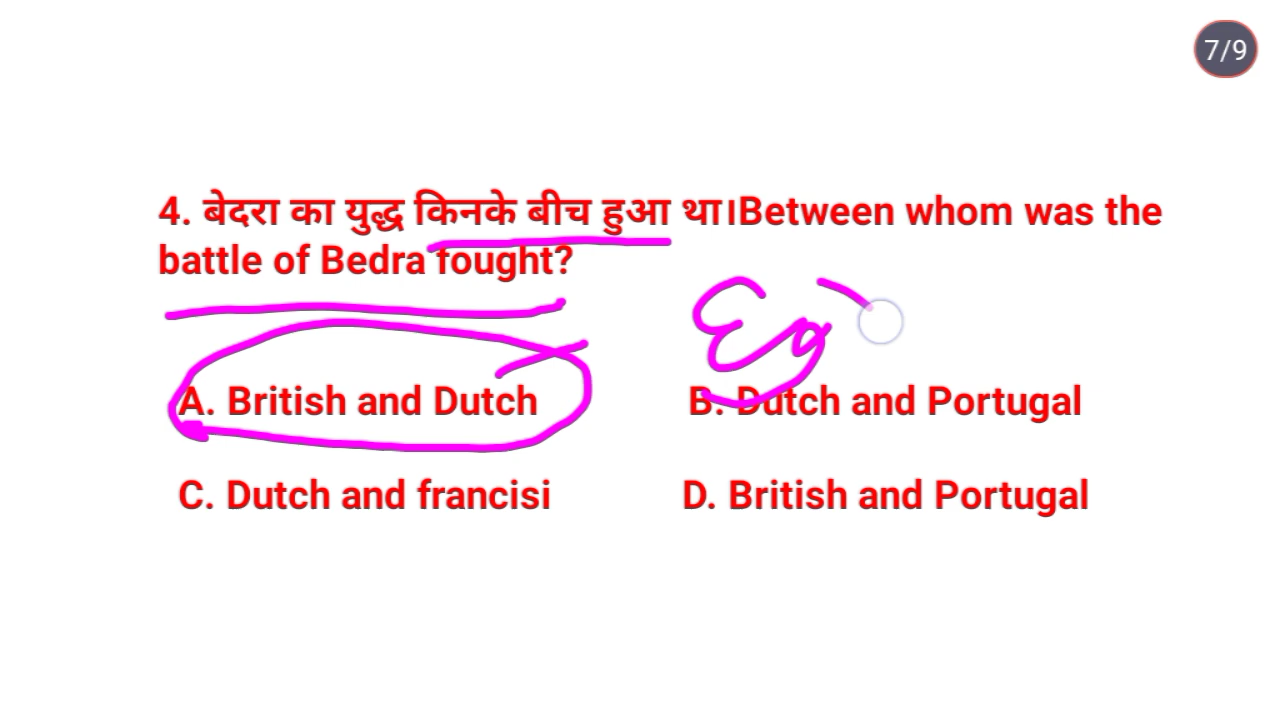 7/9
4. बेदरा का युद्ध किनके बीच हुआ था।Between whom was the
battle of Bedra fought?
A. British and Dutch
B. Dutch and Portugal
C. Dutch and francisi
D. British and Portugal